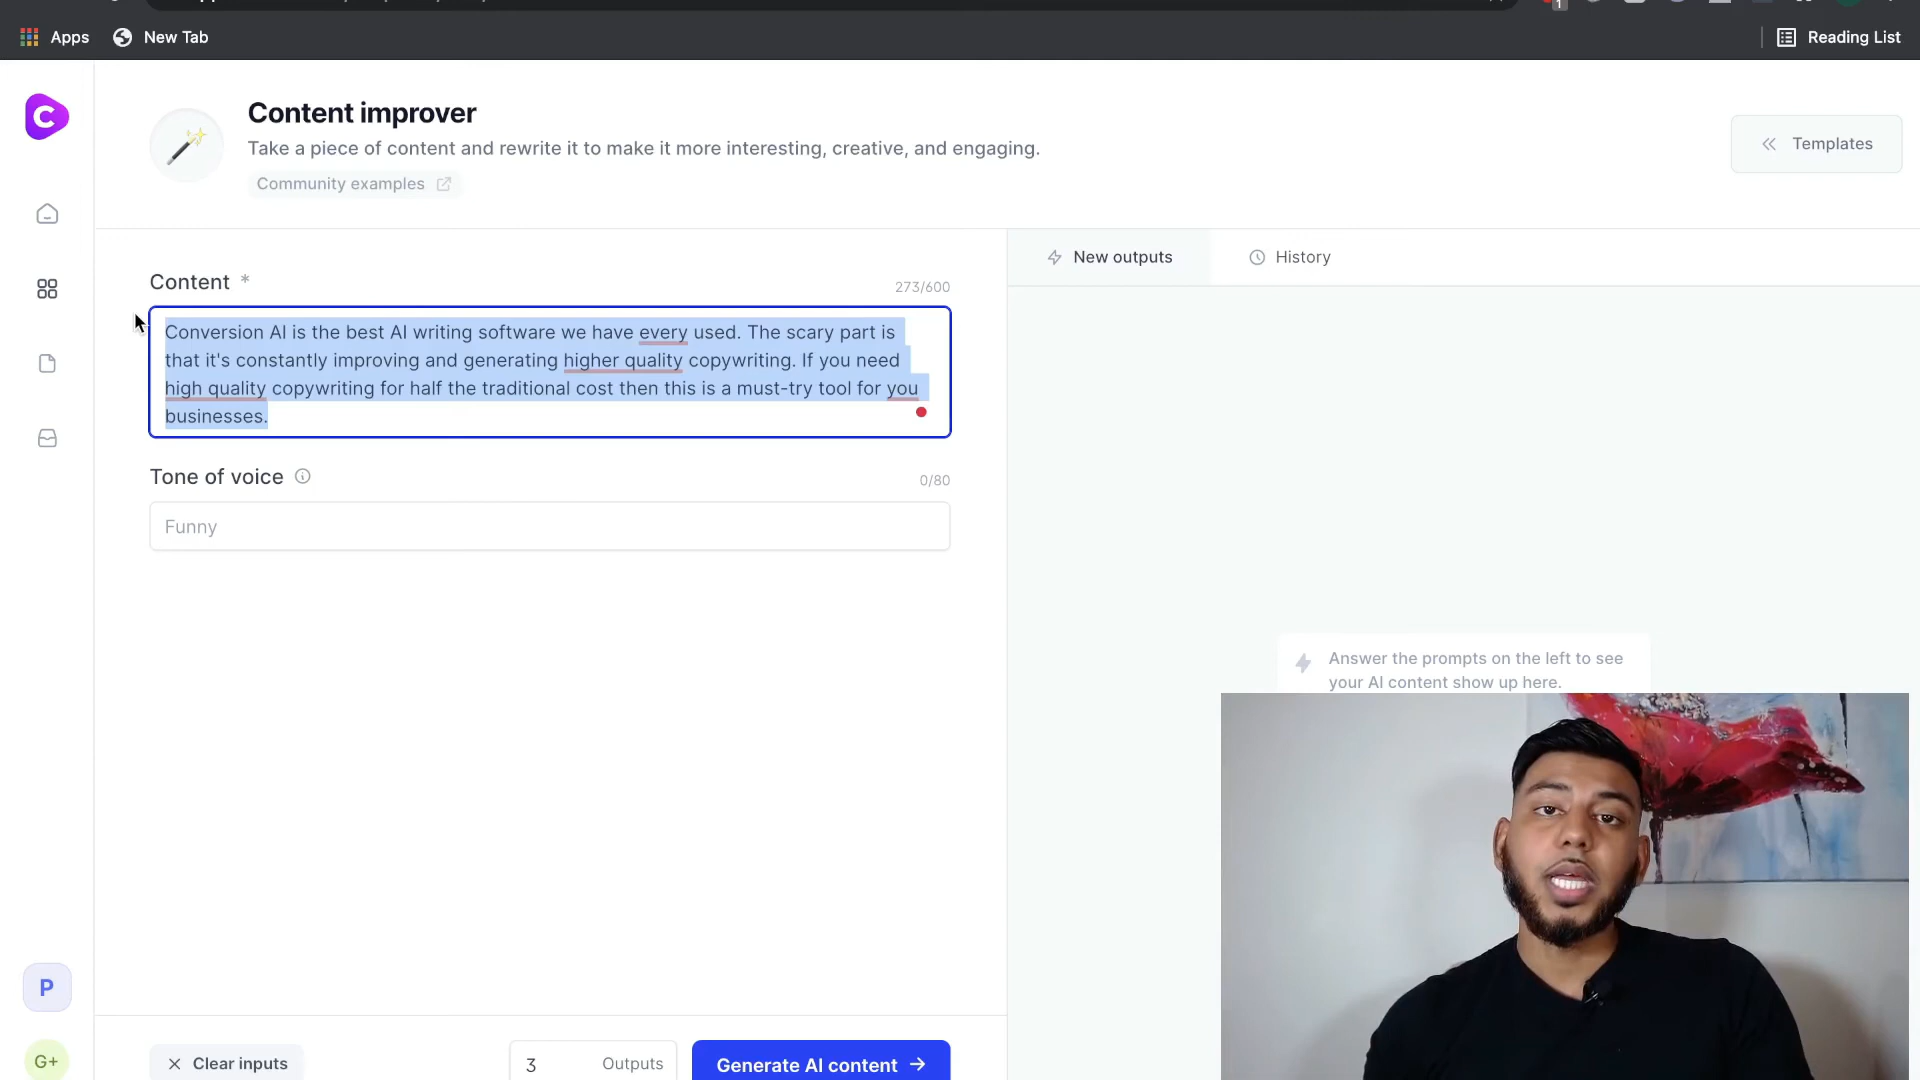 Apps
New Tab
Reading List
C
Content improver
Take a piece of content and rewrite it to make it more interesting, creative, and engaging.
Community examples
Templates
New outputs
History
Content *
273/600
Conversion AI is the best AI writing software we have every used. The scary part is
that it's constantly improving and generating higher quality copywriting. If you need
high quality copywriting for half the traditional cost then this is a must-try tool for you
businesses.
Tone of voice
0/80
Funny
Answer the prompts on the left to see
your AI content show up here.
P
G+
Clear inputs
3
Outputs
Generate AI content
1